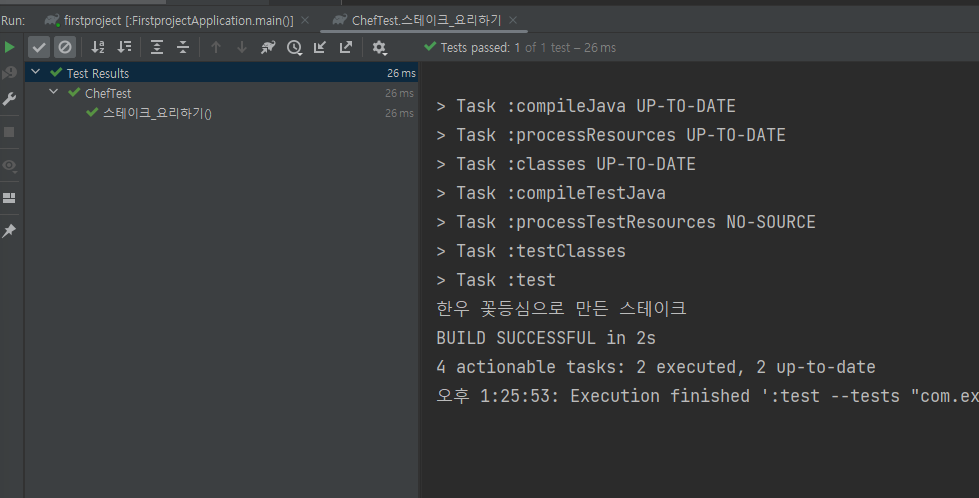 Run: firstproject [:FirstprojectApplication.main()] ChefTest.스테이크_요리하기
Tests passed: 1 of 1 test – 26 ms
Test Results 26 ms
ChefTest 26 ms
스테이크_요리하기() 26 ms
> Task :compileJava UP-TO-DATE
> Task :processResources UP-TO-DATE
> Task :classes UP-TO-DATE
> Task :compileTestJava
> Task :processTestResources NO-SOURCE
> Task :testClasses
> Task :test
한우 꽃등심으로 만든 스테이크
BUILD SUCCESSFUL in 2s
4 actionable tasks: 2 executed, 2 up-to-date
오후 1:25:53: Execution finished ':test --tests "com.ex